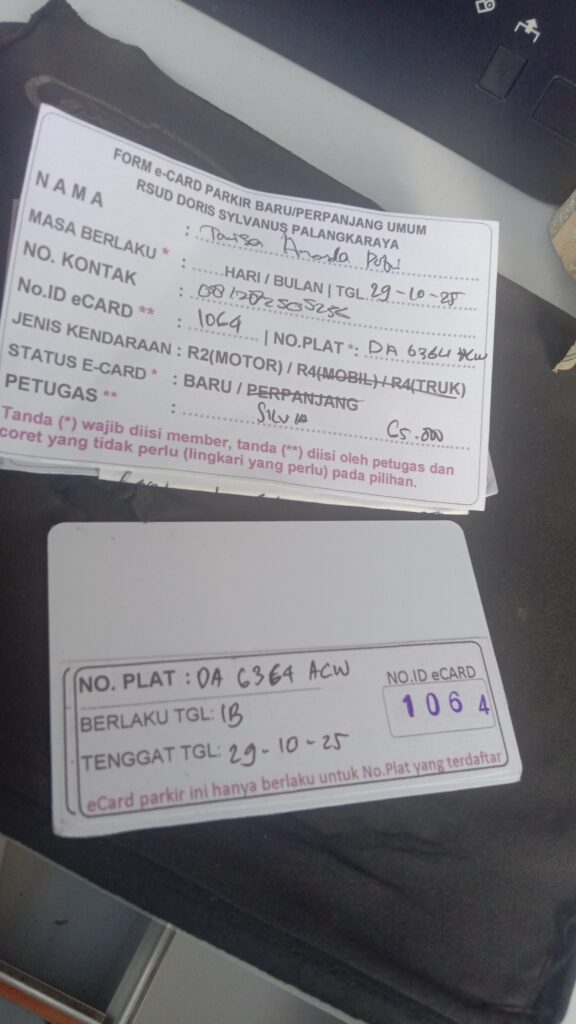 FORM e-CARD PARKIR BARU/PERPANJANG UMUM
RSUD DORIS SYLVANUS PALANGKARAYA
N A M A : Ananda
MASA BERLAKU * : ......HARI / BULAN | TGL. 29-10-25
NO. KONTAK :
No.ID eCARD ** : 1064 | NO.PLAT *: DA 6364 ACW
JENIS KENDARAAN : R2(MOTOR) / R4(MOBIL) / R4(TRUK)
STATUS E-CARD * : BARU / PERPANJANG
PETUGAS ** : Silvia
Tanda (*) wajib diisi member, tanda (**) diisi oleh petugas dan
coret yang tidak perlu (lingkari yang perlu) pada pilihan.
NO. PLAT : DA 6364 ACW
NO.ID eCARD
1064
BERLAKU TGL: 1B
TENGGAT TGL: 29-10-25
eCard parkir ini hanya berlaku untuk No.Plat yang terdaftar